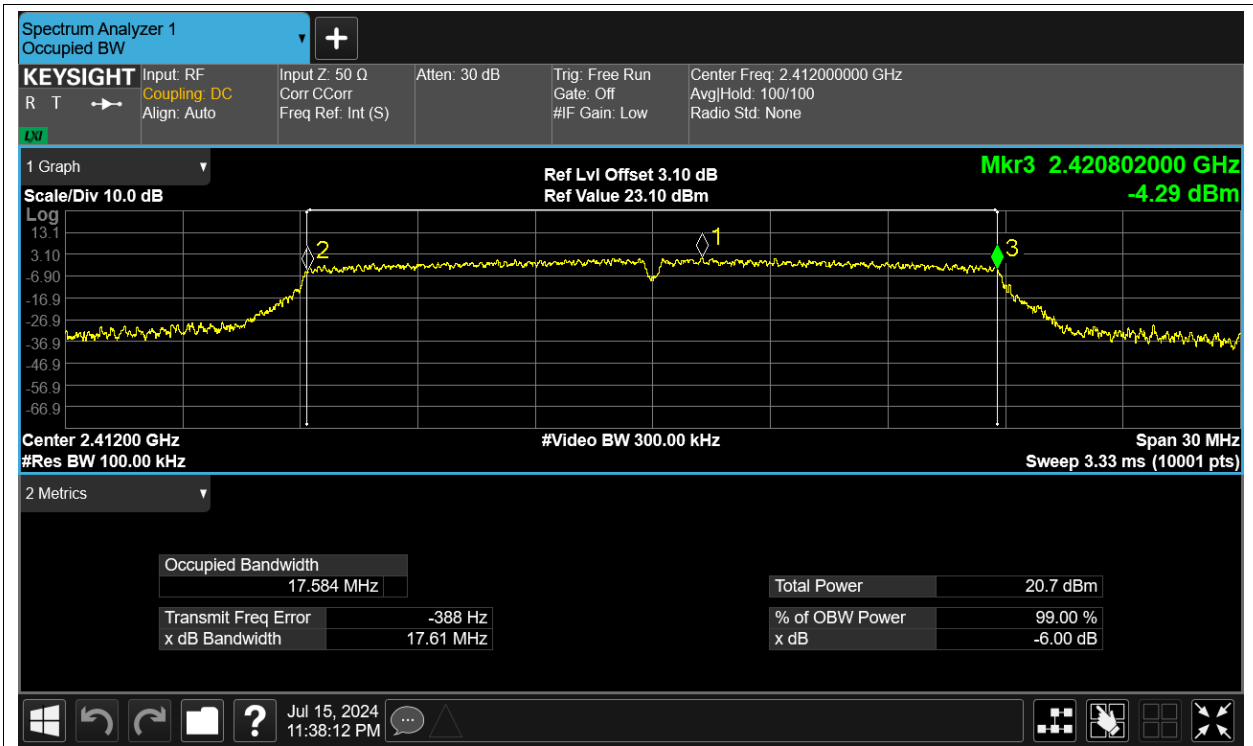 Spectrum Analyzer 1
Occupied BW
KEYSIGHT
R T
LXI
Input: RF
Coupling: DC
Align: Auto
Input Z: 50 Ω
Corr CCorr
Freq Ref: Int (S)
Atten: 30 dB
Trig: Free Run
Gate: Off
#IF Gain: Low
Center Freq: 2.412000000 GHz
Avg|Hold: 100/100
Radio Std: None
1 Graph
Scale/Div 10.0 dB
Ref Lvl Offset 3.10 dB
Ref Value 23.10 dBm
Mkr3 2.420802000 GHz
-4.29 dBm
Log
13.1
3.10
-6.90
-16.9
-26.9
-36.9
-46.9
-56.9
-66.9
2
1
3
Center 2.41200 GHz
#Res BW 100.00 kHz
#Video BW 300.00 kHz
Span 30 MHz
Sweep 3.33 ms (10001 pts)
2 Metrics
Occupied Bandwidth
17.584 MHz
Transmit Freq Error -388 Hz
x dB Bandwidth 17.61 MHz
Total Power 20.7 dBm
% of OBW Power 99.00 %
x dB -6.00 dB
?
Jul 15, 2024
11:38:12 PM